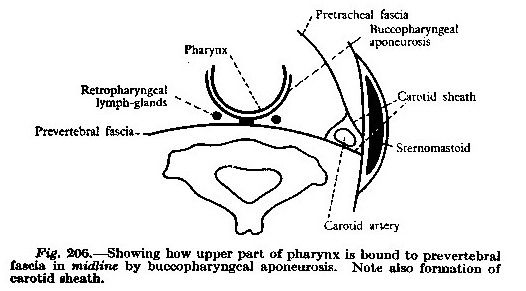 Pretracheal fascia
Buccopharyngeal
aponeurosis
Pharynx
Retropharyngeal
lymph-glands
Carotid sheath
Prevertebral fascia
Sternomastoid
Carotid artery
Fig. 206.—Showing how upper part of pharynx is bound to prevertebral
fascia in midline by buccopharyngeal aponeurosis. Note also formation of
carotid sheath.